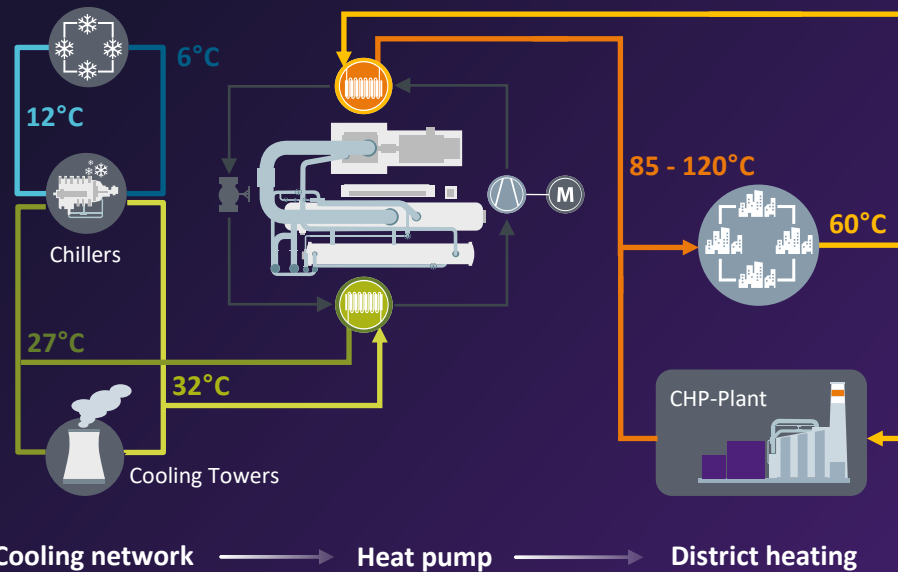 6°C
12°C
Chillers
27°C
32°C
Cooling Towers
M
85 - 120°C
60°C
CHP-Plant
Cooling network
Heat pump
District heating